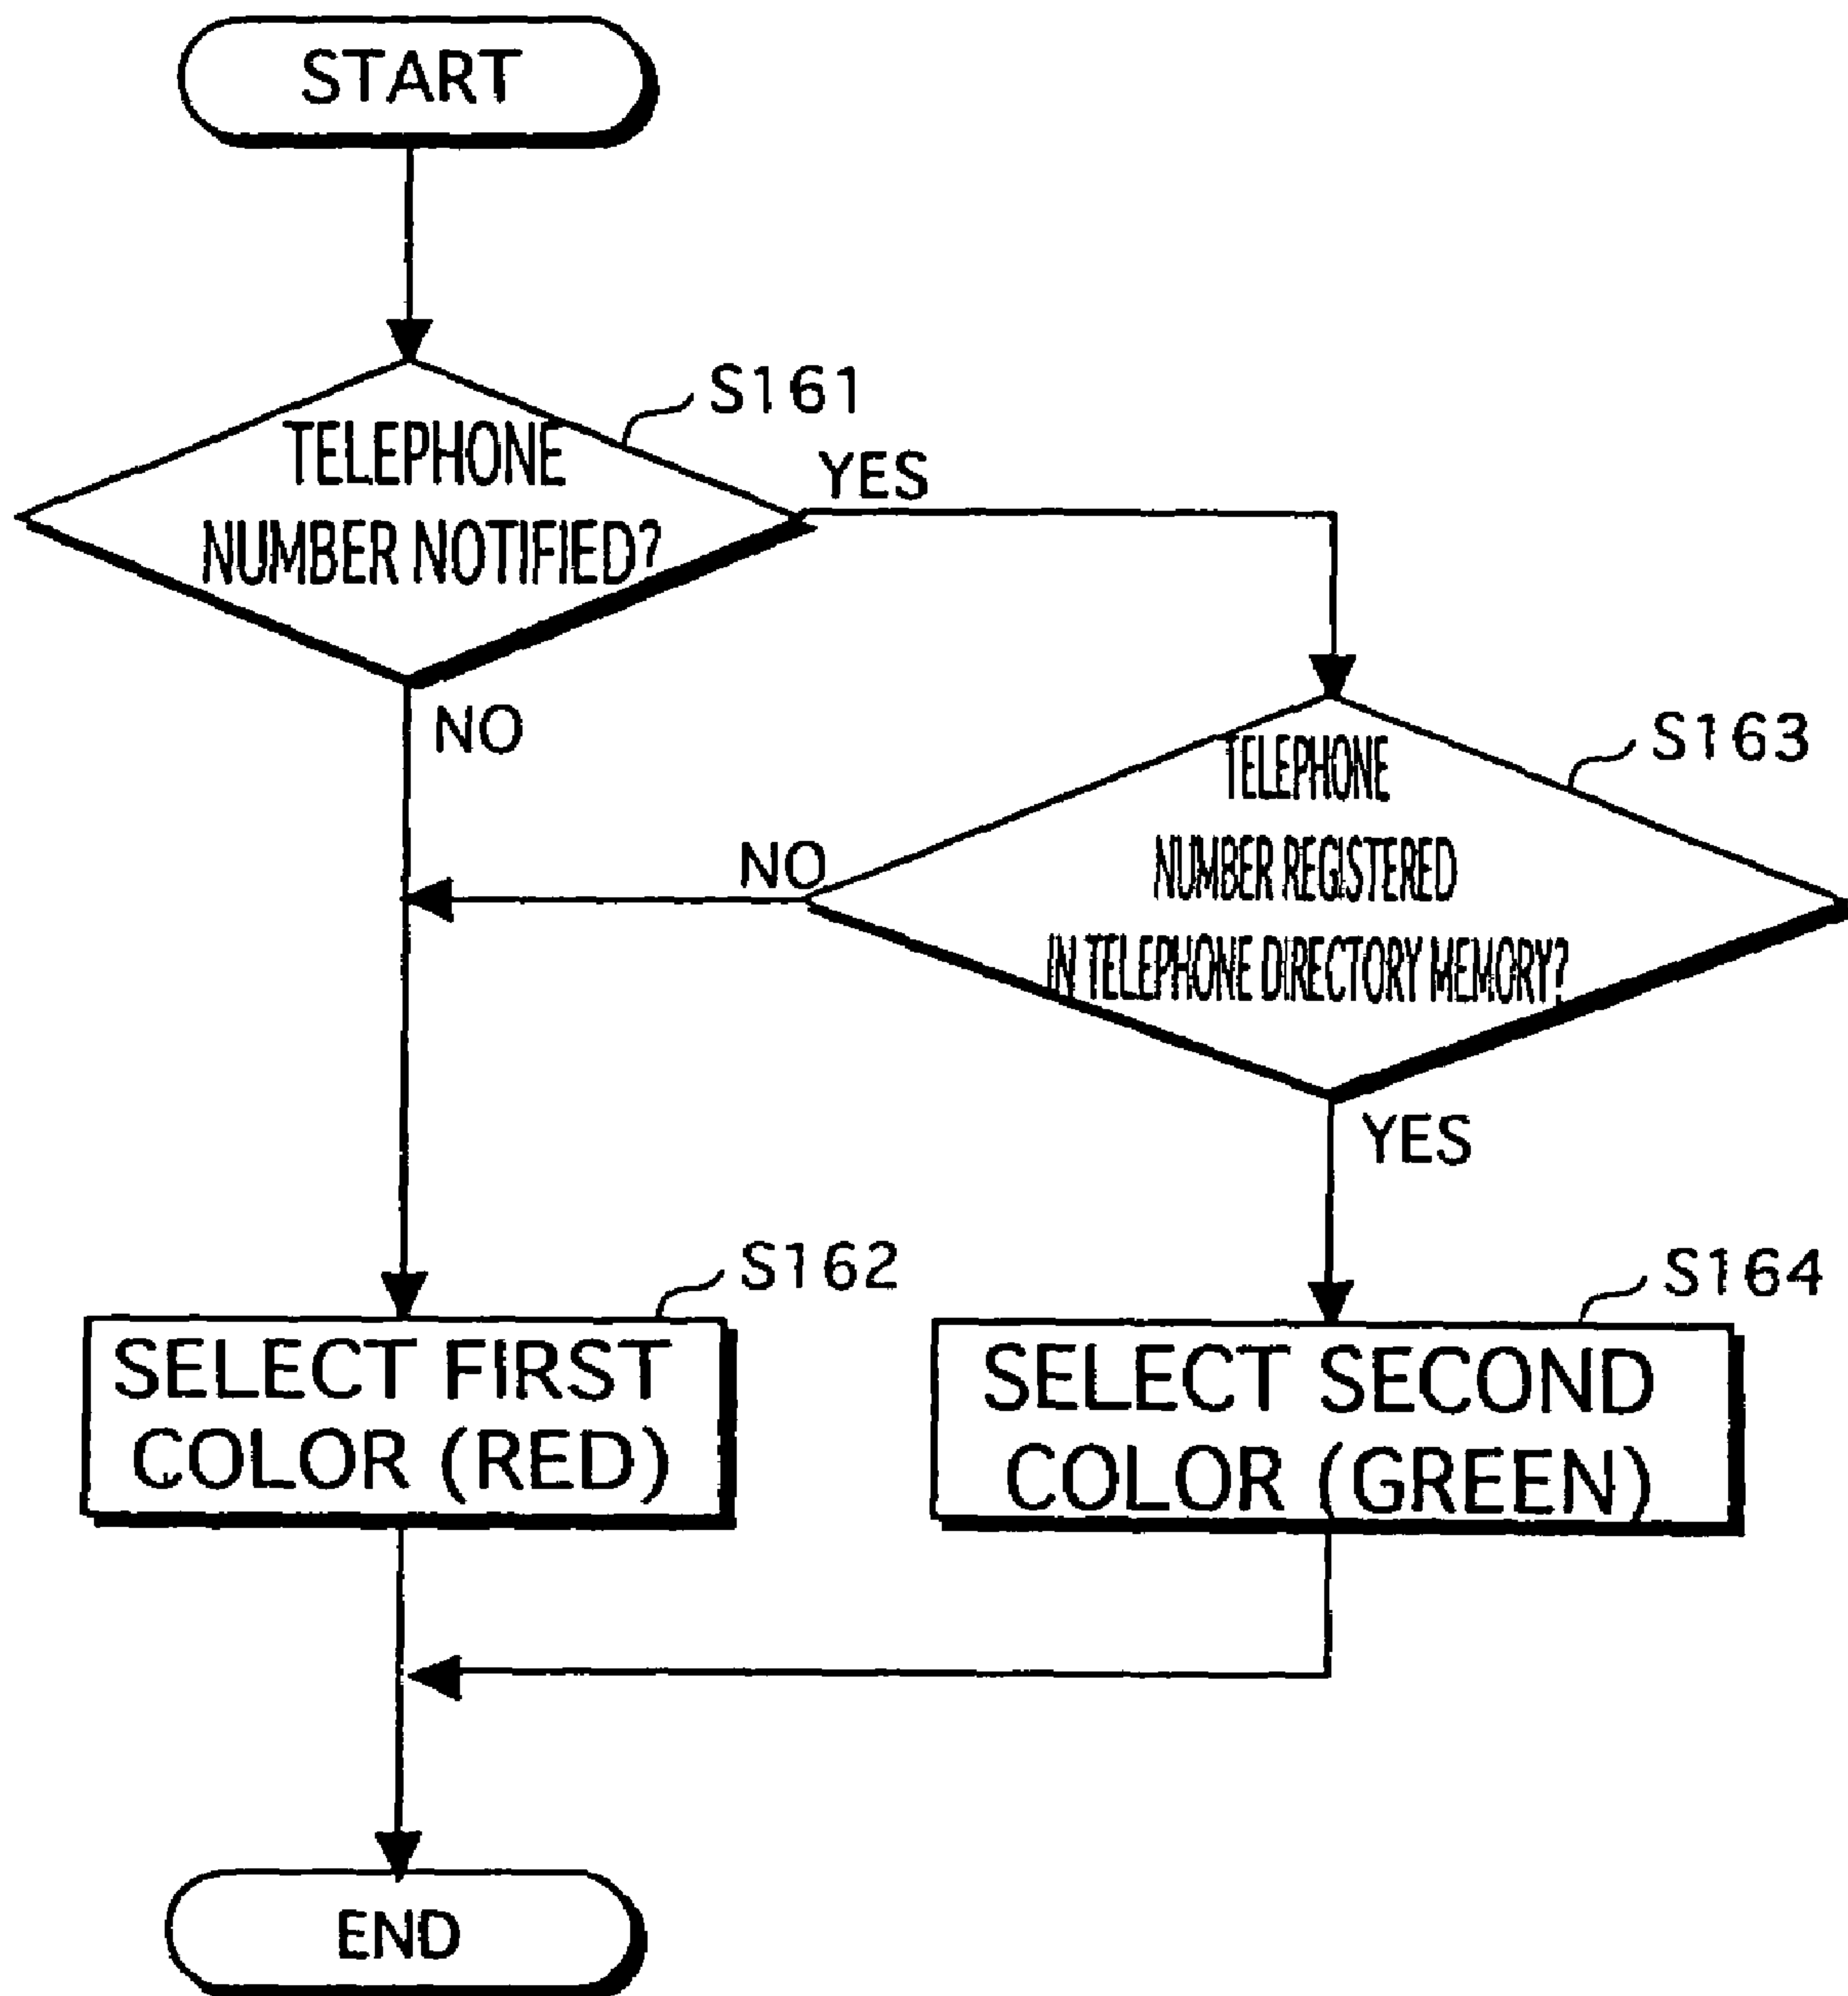 START
S161
TELEPHONE
NUMBER NOTIFIED?
YES
NO
S163
TELEPHONE
NUMBER REGISTERED
IN TELEPHONE DIRECTORY MEMORY?
NO
YES
S162
SELECT FIRST
COLOR (RED)
S164
SELECT SECOND
COLOR (GREEN)
END